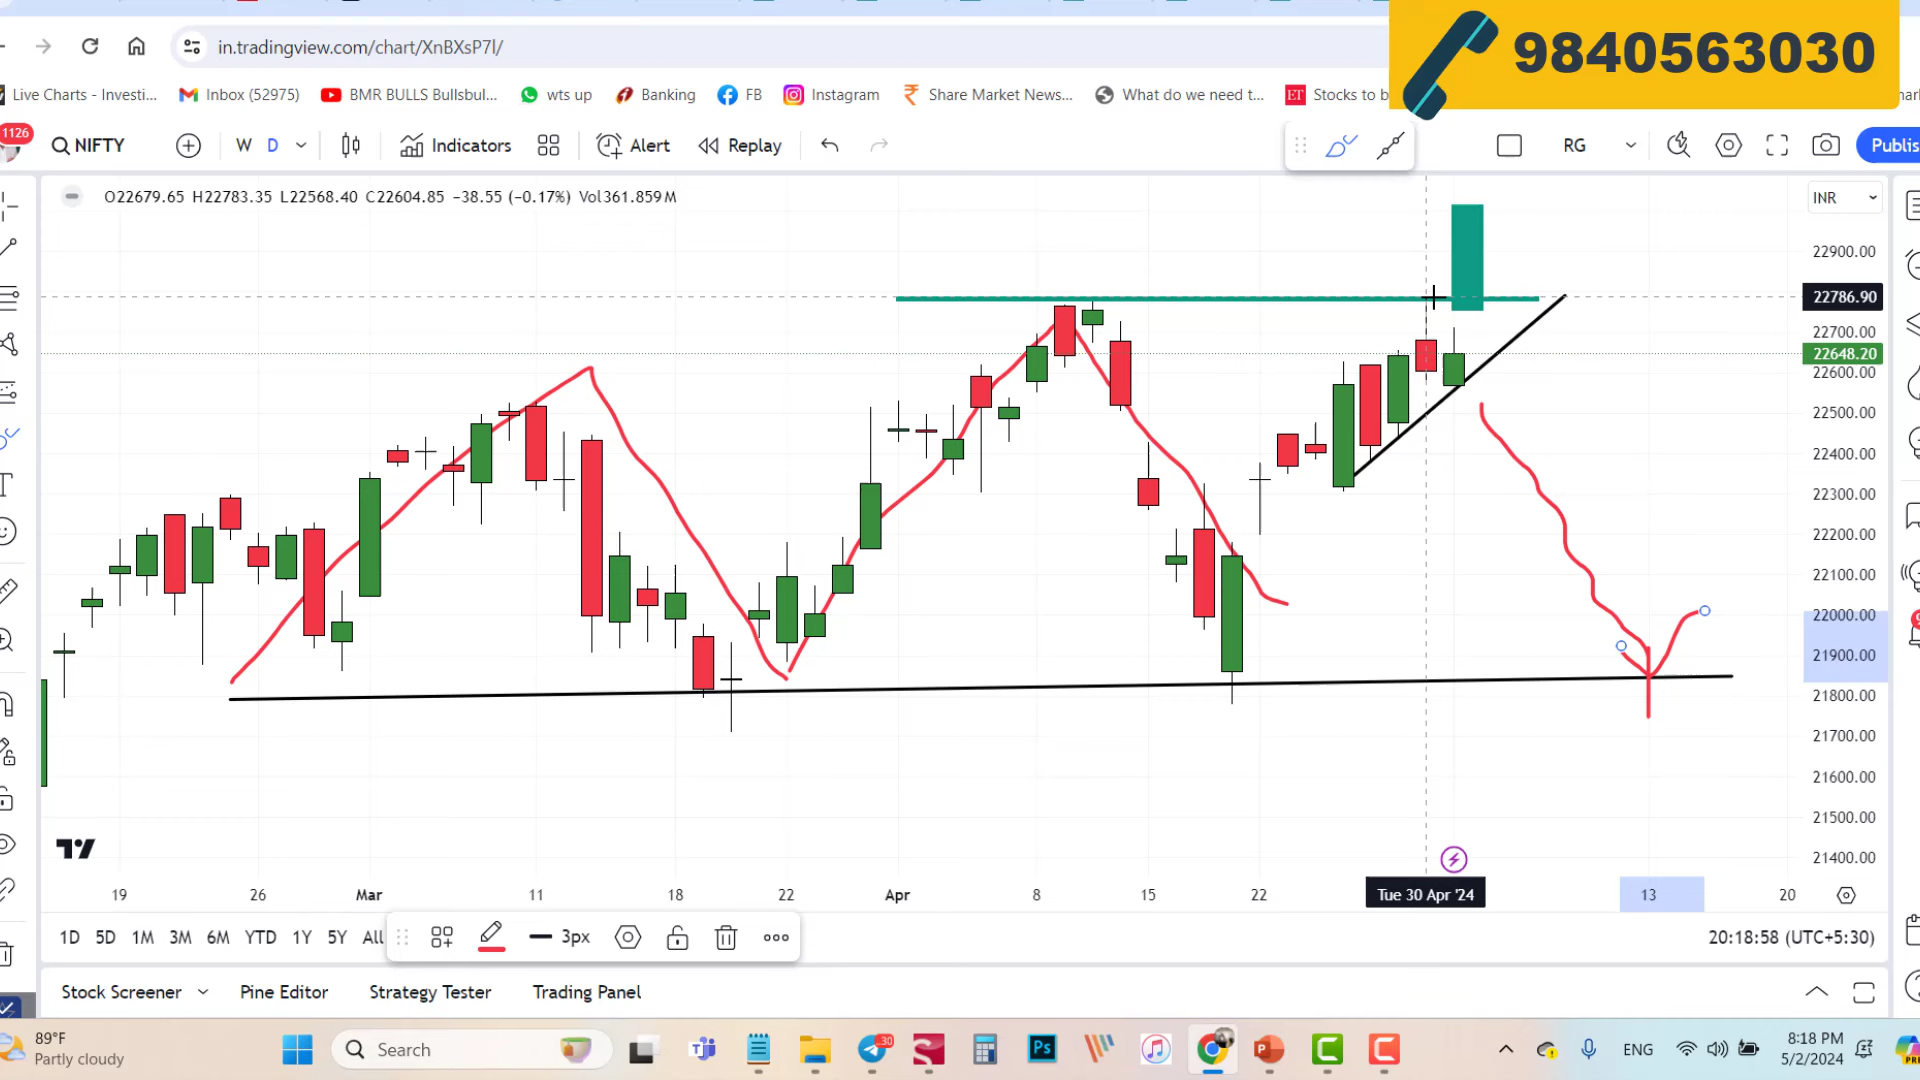 in.tradingview.com/chart/XnBXsP7l/
9840563030
Live Charts - Investi...
Inbox (52975)
BMR BULLS Bullsbul...
wts up
Banking
FB
Instagram
Share Market News...
What do we need t...
ET
Stocks to b
1126
NIFTY
W
D
Indicators
Alert
Replay
RG
Publis
O22679.65 H22783.35 L22568.40 C22604.85 −38.55 (−0.17%) Vol361.859M
INR
22900.00
22786.90
22700.00
22648.20
22600.00
22500.00
22400.00
22300.00
22200.00
22100.00
22000.00
21900.00
21800.00
21700.00
21600.00
21500.00
21400.00
19
26
Mar
11
18
22
Apr
8
15
22
Tue 30 Apr '24
13
20
1D 5D 1M 3M 6M YTD 1Y 5Y All
3px
20:18:58 (UTC+5:30)
Stock Screener
Pine Editor
Strategy Tester
Trading Panel
89°F
Partly cloudy
Search
30
Ps
ENG
8:18 PM
5/2/2024